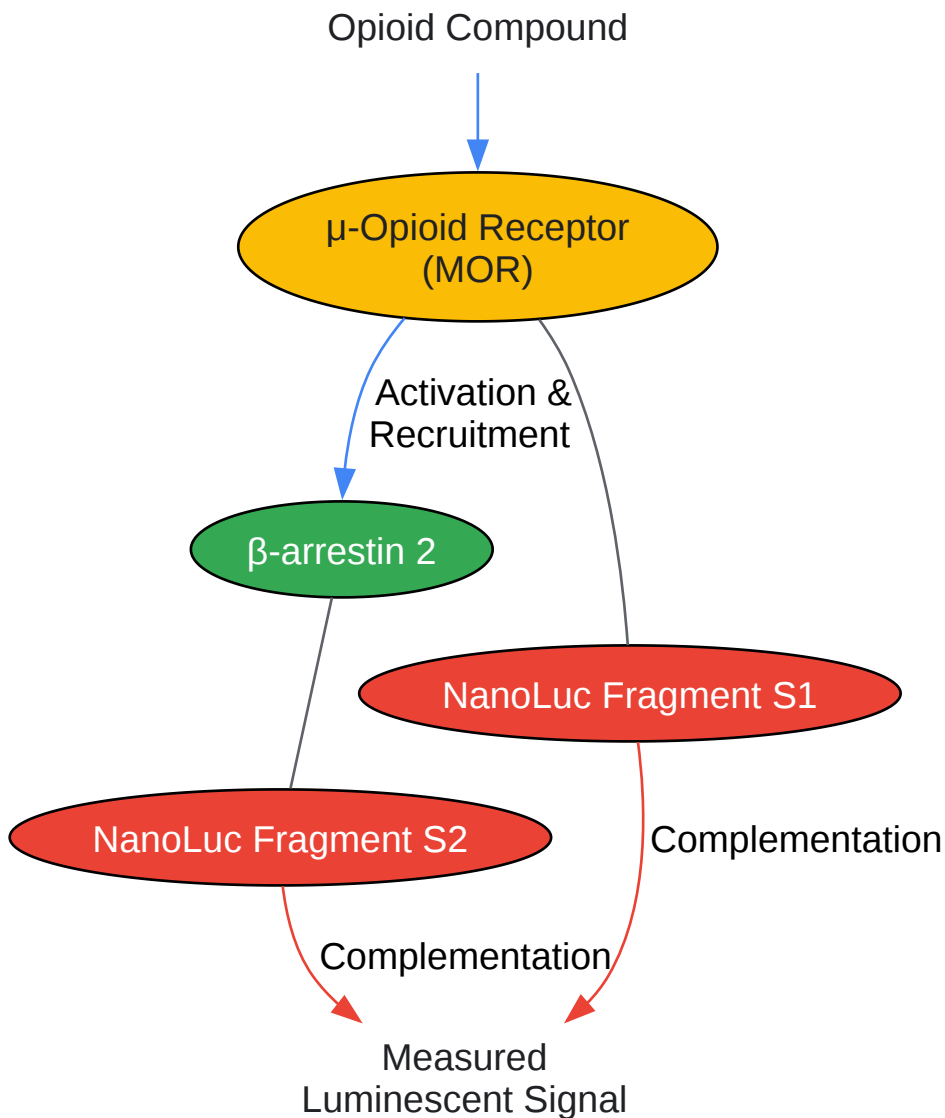 Opioid Compound
μ-Opioid Receptor
(MOR)
Activation &
Recruitment
β-arrestin 2
NanoLuc Fragment S1
NanoLuc Fragment S2
Complementation
Complementation
Measured
Luminescent Signal